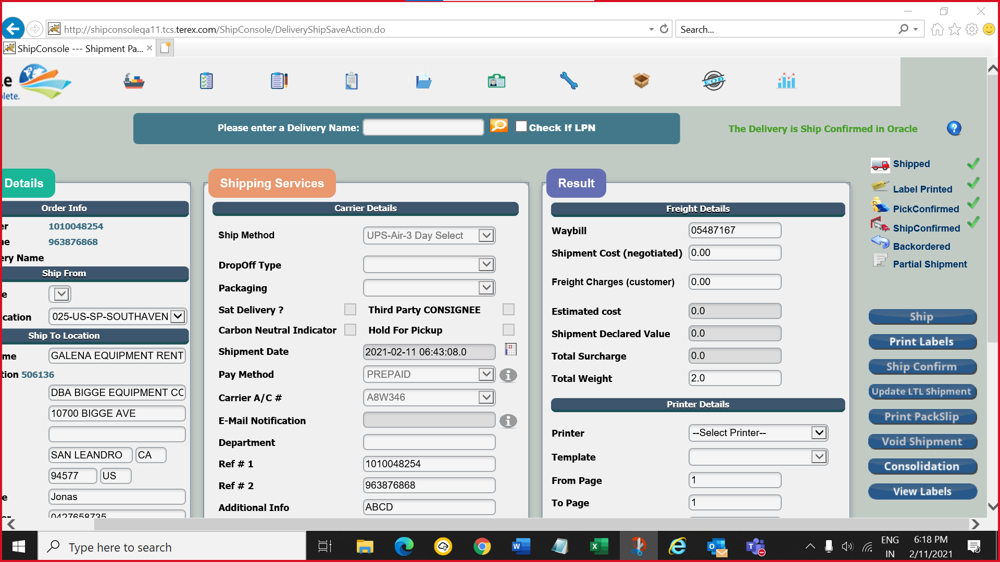 http://shipconsoleqa11.tcs.terex.com/ShipConsole/DeliveryShipSaveAction.do
Search...
ShipConsole --- Shipment Pa...
e
lete.
EOD
Please enter a Delivery Name:
Check If LPN
The Delivery is Ship Confirmed in Oracle
?
Details
Order Info
er 1010048254
ne 963876868
ery Name
Ship From
e
cation 025-US-SP-SOUTHAVEN
Ship To Location
me GALENA EQUIPMENT RENT
tion 506136
DBA BIGGE EQUIPMENT CC
10700 BIGGE AVE
SAN LEANDRO CA
94577 US
e Jonas
er 0427658735
Shipping Services
Carrier Details
Ship Method UPS-Air-3 Day Select
DropOff Type
Packaging
Sat Delivery ? Third Party CONSIGNEE
Carbon Neutral Indicator Hold For Pickup
Shipment Date 2021-02-11 06:43:08.0
Pay Method PREPAID
Carrier A/C # A8W346
E-Mail Notification
Department
Ref # 1 1010048254
Ref # 2 963876868
Additional Info ABCD
Result
Freight Details
Waybill 05487167
Shipment Cost (negotiated) 0.00
Freight Charges (customer) 0.00
Estimated cost 0.0
Shipment Declared Value 0.0
Total Surcharge 0.0
Total Weight 2.0
Printer Details
Printer --Select Printer--
Template
From Page 1
To Page 1
Shipped
Label Printed
PickConfirmed
ShipConfirmed
Backordered
Partial Shipment
Ship
Print Labels
Ship Confirm
Update LTL Shipment
Print PackSlip
Void Shipment
Consolidation
View Labels
Type here to search
ENG
IN
6:18 PM
2/11/2021